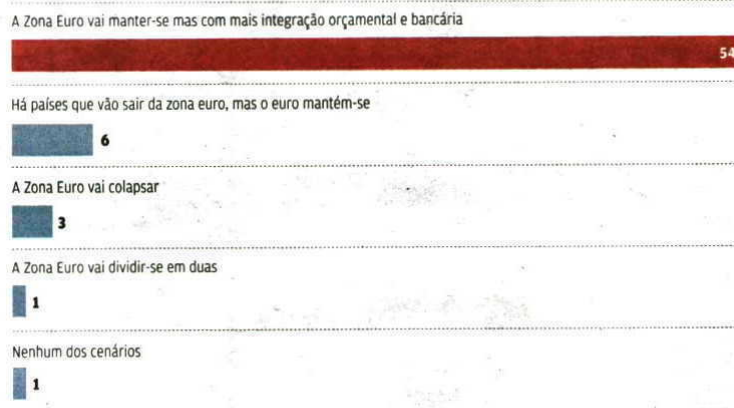 A Zona Euro vai manter-se mas com mais integração orçamental e bancária
54
Há países que vão sair da zona euro, mas o euro mantém-se
6
A Zona Euro vai colapsar
3
A Zona Euro vai dividir-se em duas
1
Nenhum dos cenários
1